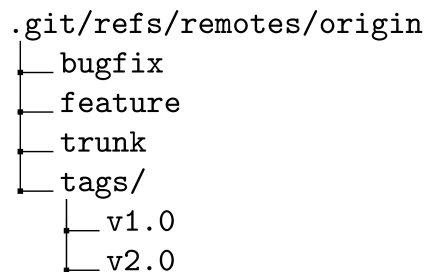 .git/refs/remotes/origin
bugfix
feature
trunk
tags/
v1.0
v2.0